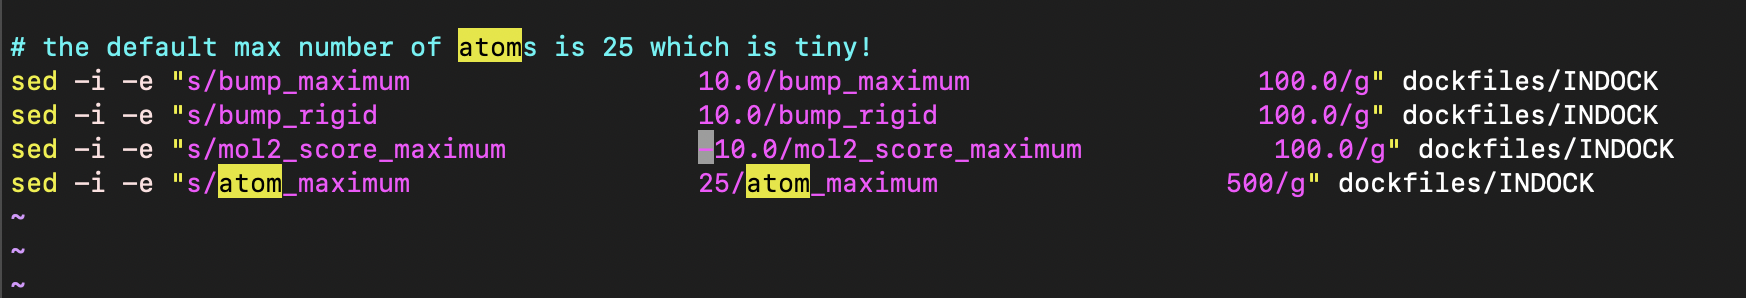 # the default max number of atoms is 25 which is tiny!
sed -i -e "s/bump_maximum                  10.0/bump_maximum                  100.0/g" dockfiles/INDOCK
sed -i -e "s/bump_rigid                    10.0/bump_rigid                    100.0/g" dockfiles/INDOCK
sed -i -e "s/mol2_score_maximum            -10.0/mol2_score_maximum            100.0/g" dockfiles/INDOCK
sed -i -e "s/atom_maximum                  25/atom_maximum                  500/g" dockfiles/INDOCK
~
~
~